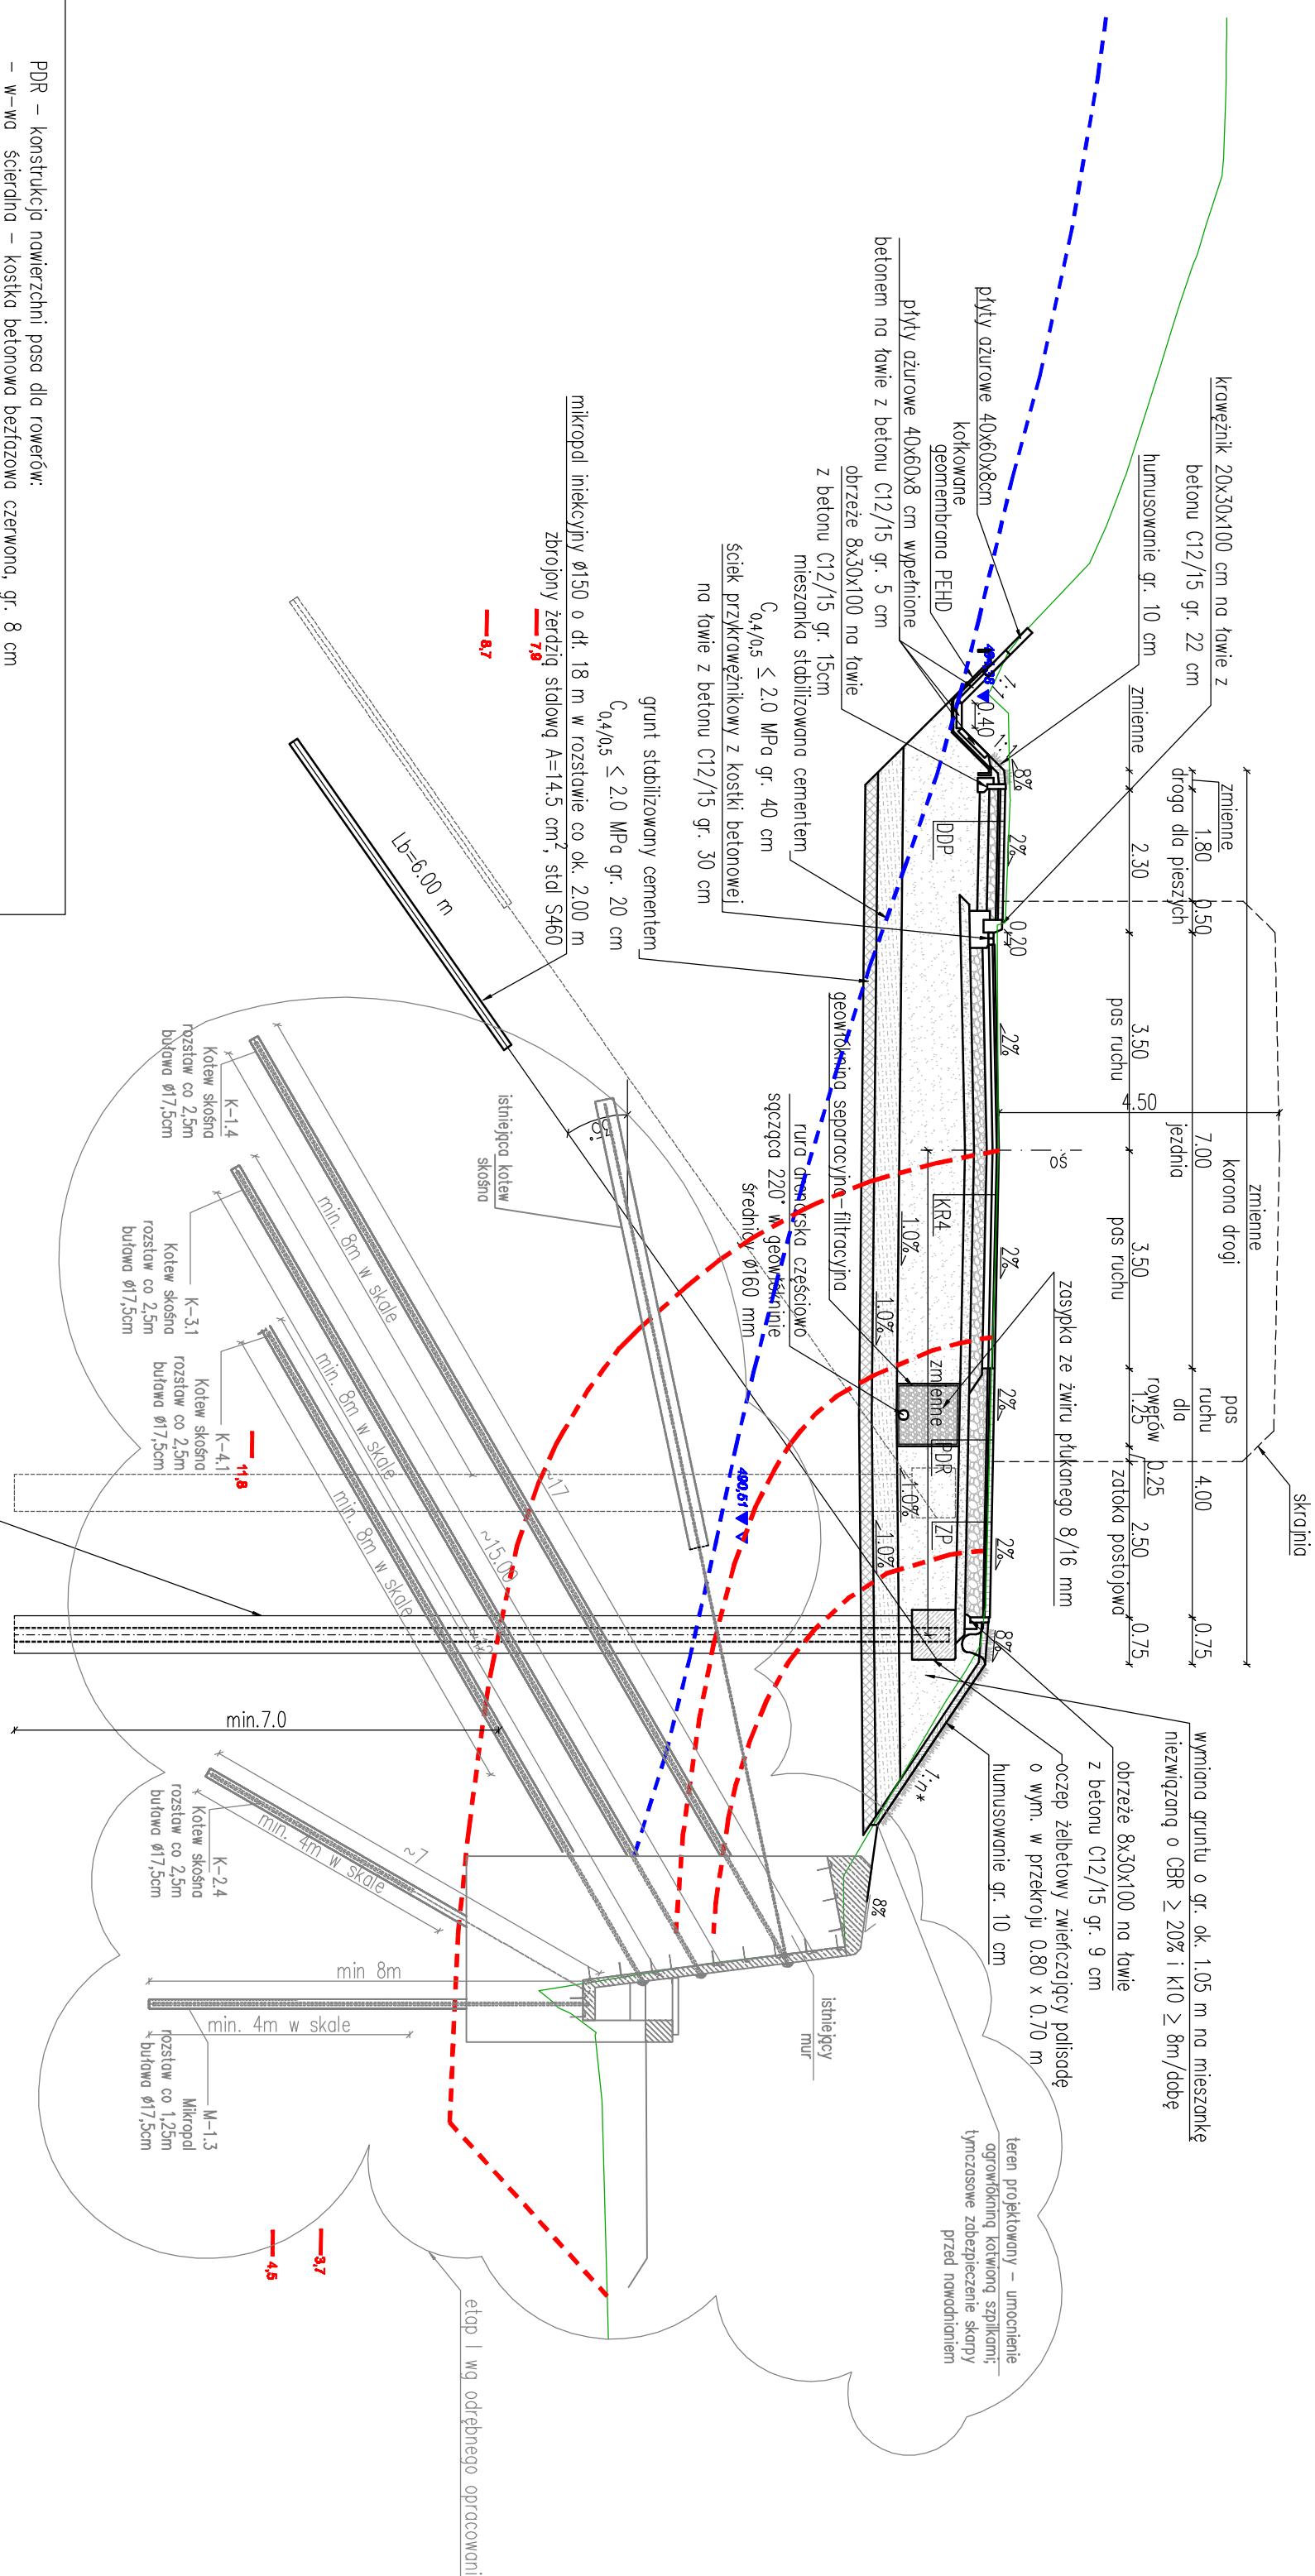 skrajnia
zmienne
korona drogi
zmienne
1.80
0.50
7.00
4.00
0.75
droga dla pieszych
jezdnia
pas
ruchu
dla
rowerów
zmienne
2.30
3.50
pas ruchu
3.50
pas ruchu
1.25
0.25
2.50
zatoka postojowa
0.75
4.50
oś
krawężnik 20x30x100 cm na ławie z
betonu C12/15 gr. 22 cm
humusowanie gr. 10 cm
płyty ażurowe 40x60x8cm
kołkowane
geomembrana PEHD
płyty ażurowe 40x60x8 cm wypełnione
betonem na ławie z betonu C12/15 gr. 5 cm
obrzeże 8x30x100 na ławie
z betonu C12/15 gr. 15cm
mieszanka stabilizowana cementem
C0,4/0,5 ≤ 2.0 MPa gr. 40 cm
ściek przykrawężnikowy z kostki betonowej
na ławie z betonu C12/15 gr. 30 cm
grunt stabilizowany cementem
C0,4/0,5 ≤ 2.0 MPa gr. 20 cm
mikropal iniekcyjny ø150 o dł. 18 m w rozstawie co ok. 2.00 m
zbrojony żerdzią stalową A=14.5 cm², stal S460
0.40
1:1
8%
2%
0.20
2%
2%
2%
2%
8%
DDP
KR4
PDR
ZP
zmienne
1.0%
1.0%
1.0%
1.0%
1:n*
8%
zasypka ze żwiru płukanego 8/16 mm
geowłóknina separacyjno-filtracyjna
rura drenarska częściowo
sącząca 220° w geowłókninie
średnicy ø160 mm
wymiana gruntu o gr. ok. 1.05 m na mieszankę
niezwiązaną o CBR ≥ 20% i k10 ≥ 8m/dobę
obrzeże 8x30x100 na ławie
z betonu C12/15 gr. 9 cm
oczep żelbetowy zwieńczający palisadę
o wym. w przekroju 0.80 x 0.70 m
humusowanie gr. 10 cm
teren projektowany - umocnienie
agrowłókniną kotwioną szpilkami;
tymczasowe zabezpieczenie skarpy
przed nawodnianiem
istniejący
mur
istniejąca kotew
skośna
490,51
7,9
8,7
11,8
3,7
4,5
Lb=6.00 m
min. 8m w skale
~17
min. 8m w skale
~15.00
min. 8m w skale
min. 4m w skale
~7
min 8m
min. 4m w skale
min.7.0
K-1.4
Kotew skośna
rozstaw co 2,5m
buława ø17,5cm
K-3.1
Kotew skośna
rozstaw co 2,5m
buława ø17,5cm
K-4.1
Kotew skośna
rozstaw co 2,5m
buława ø17,5cm
K-2.4
Kotew skośna
rozstaw co 2,5m
buława ø17,5cm
M-1.3
Mikropal
rozstaw co 1,25m
buława ø17,5cm
etap I wg odrębnego opracowani
PDR - konstrukcja nawierzchni pasa dla rowerów:
- w-wa ścieralna - kostka betonowa bezfazowa czerwona, gr. 8 cm